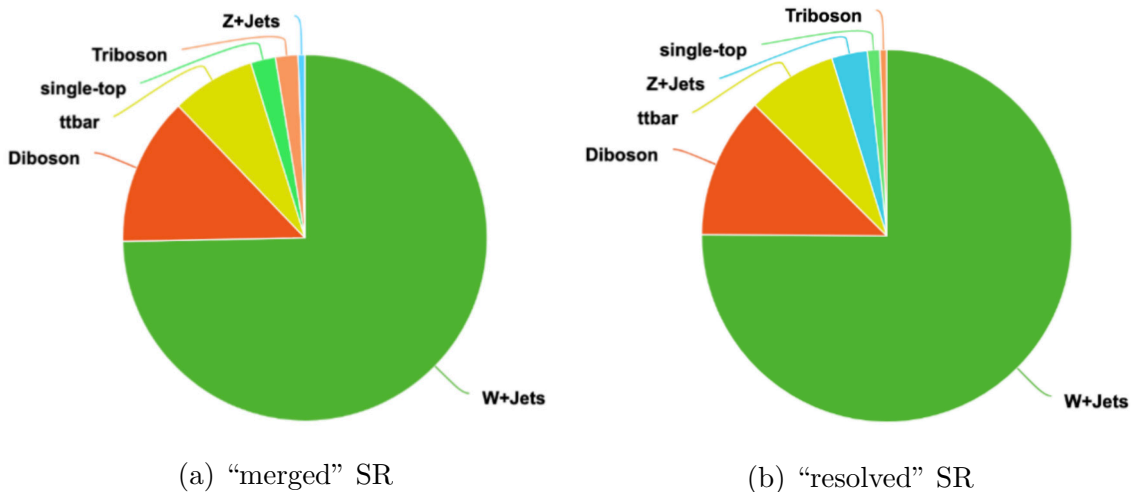 Z+Jets
Triboson
single-top
ttbar
Diboson
W+Jets
(a) “merged” SR
Triboson
single-top
Z+Jets
ttbar
Diboson
W+Jets
(b) “resolved” SR